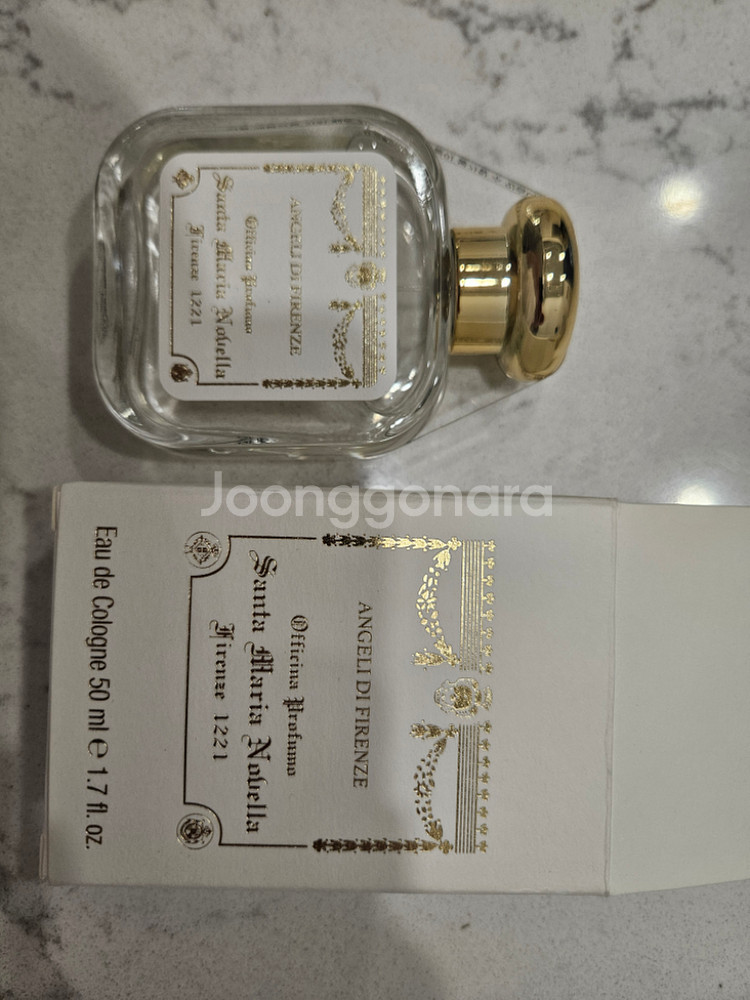 ANGELI DI FIRENZE
Officina Profumo
Santa Maria Novella
Firenze 1221
Joonggonara
ANGELI DI FIRENZE
Officina Profumo
Santa Maria Novella
Firenze 1221
Eau de Cologne 50 ml e 1.7 fl. oz.